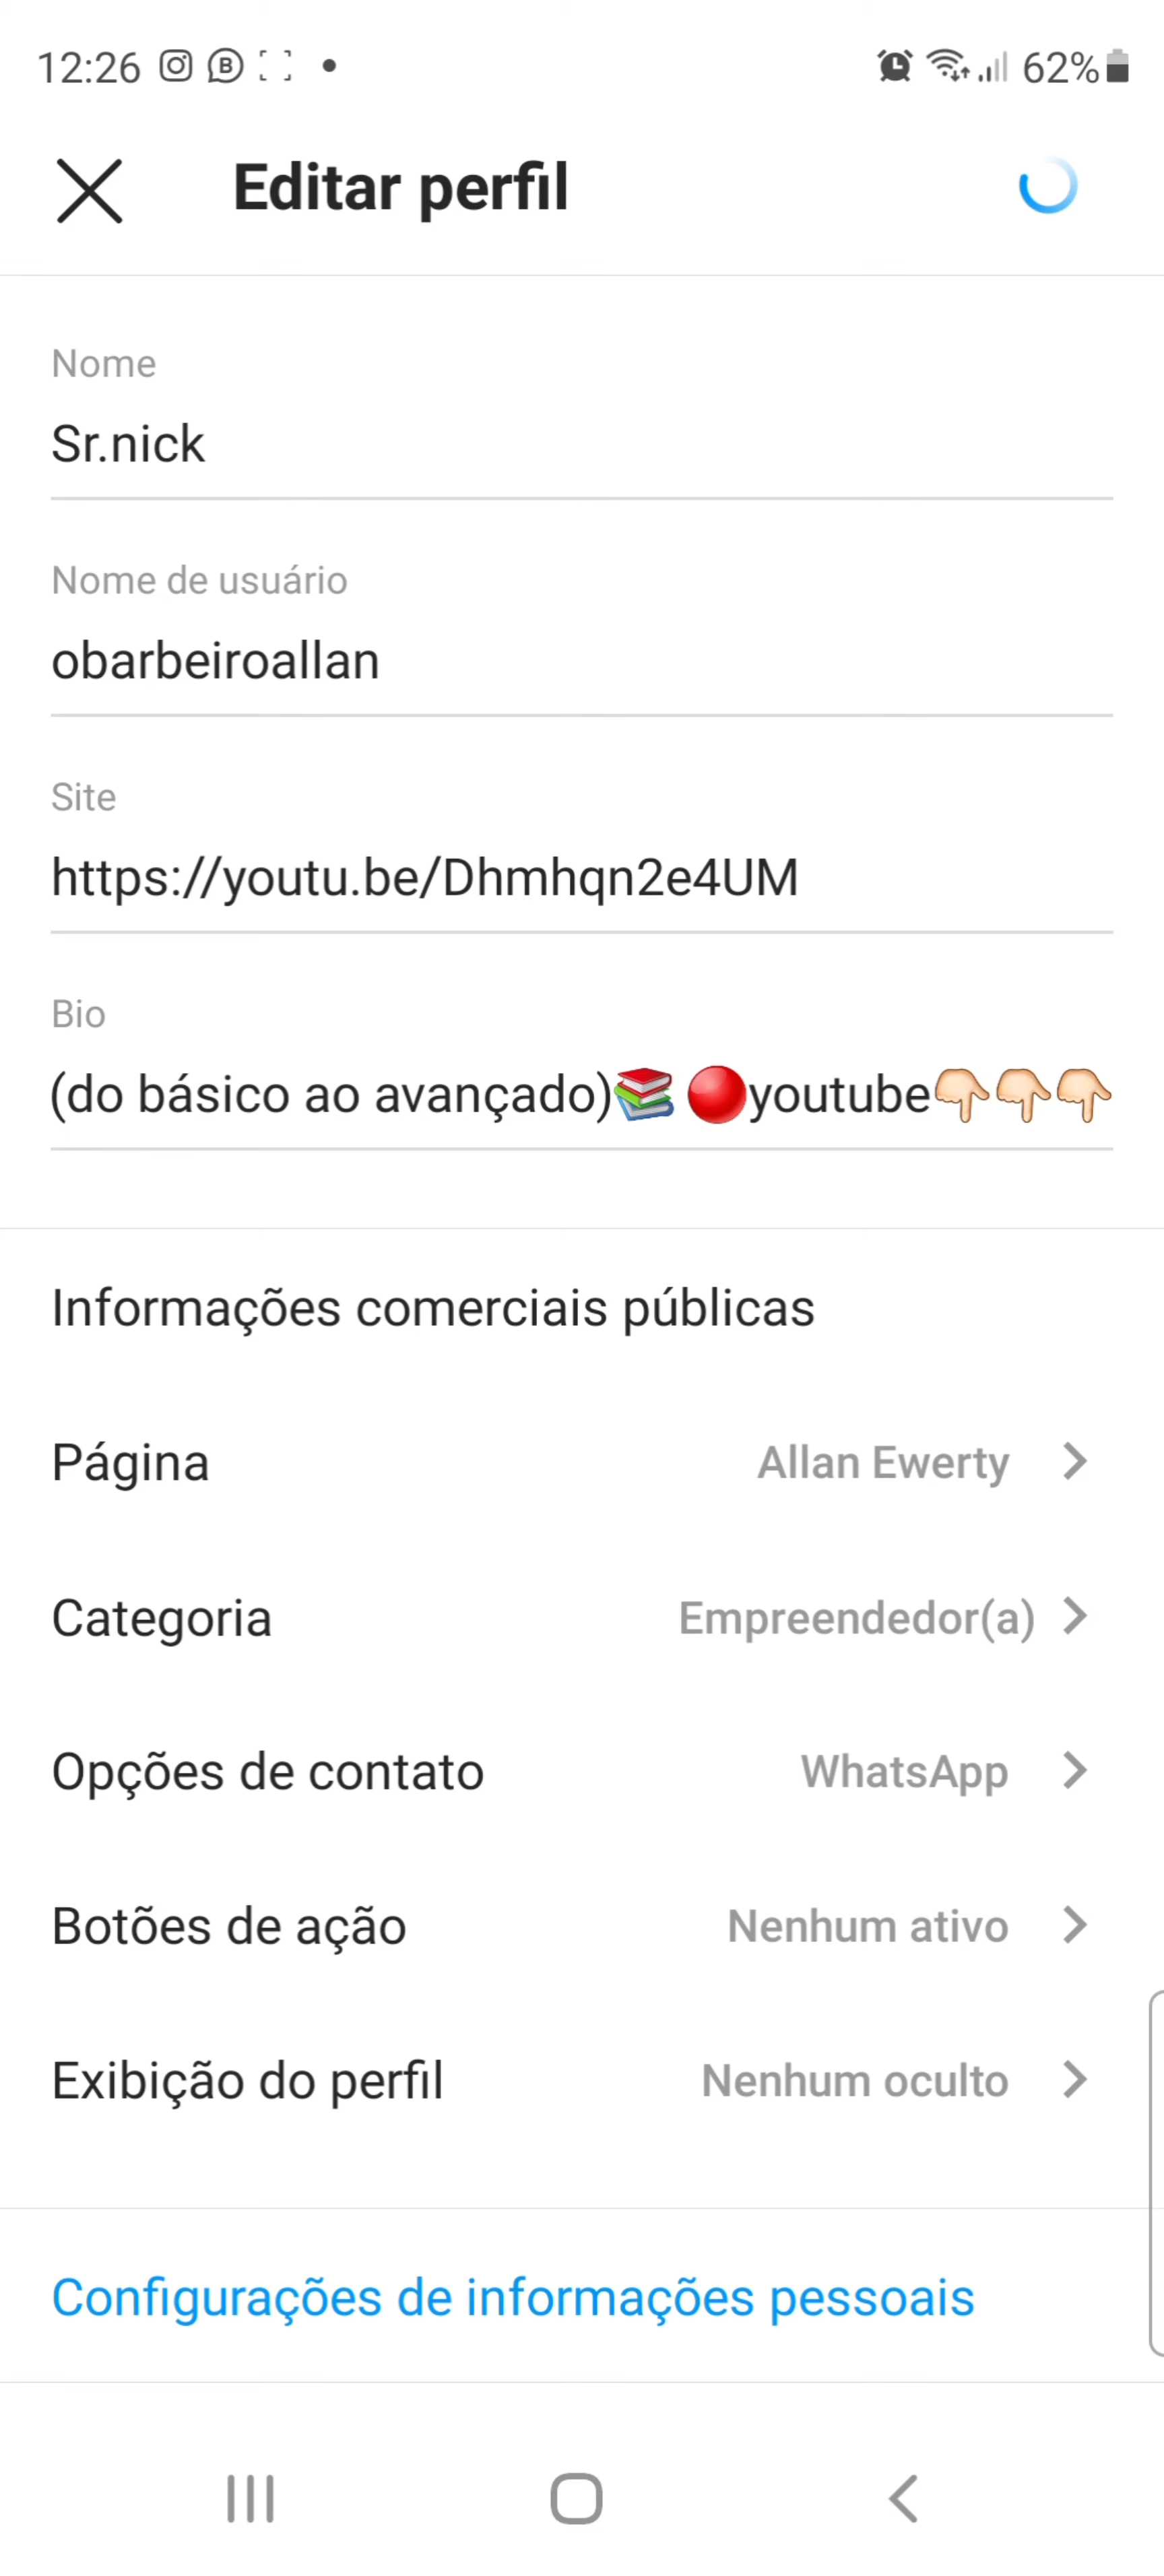 12:26 62%
Editar perfil
Nome
Sr.nick
Nome de usuário
obarbeiroallan
Site
https://youtu.be/Dhmhqn2e4UM
Bio
(do básico ao avançado)📚 🔴youtube👇🏻👇🏻👇🏻
Informações comerciais públicas
Página Allan Ewerty
Categoria Empreendedor(a)
Opções de contato WhatsApp
Botões de ação Nenhum ativo
Exibição do perfil Nenhum oculto
Configurações de informações pessoais